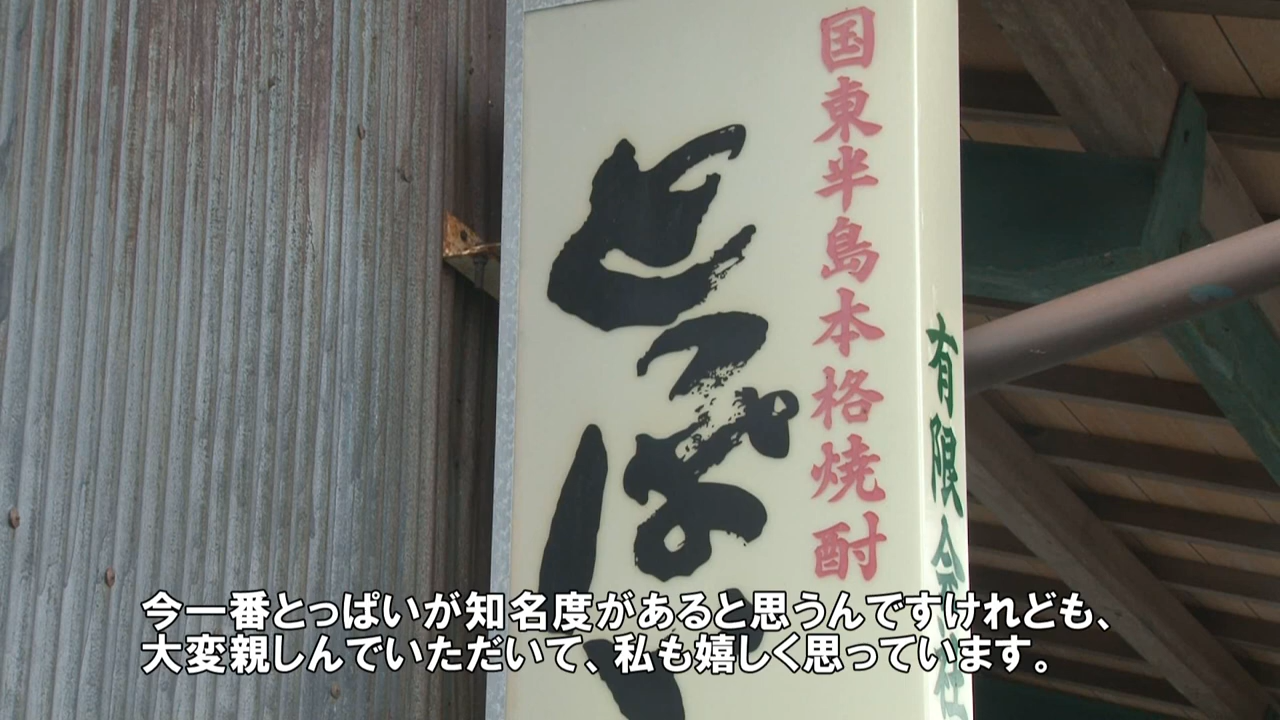 国東半島本格焼酎
とっぱい
有限会社
今一番とっぱいが知名度があると思うんですけれども、
大変親しんでいただいて、私も嬉しく思っています。